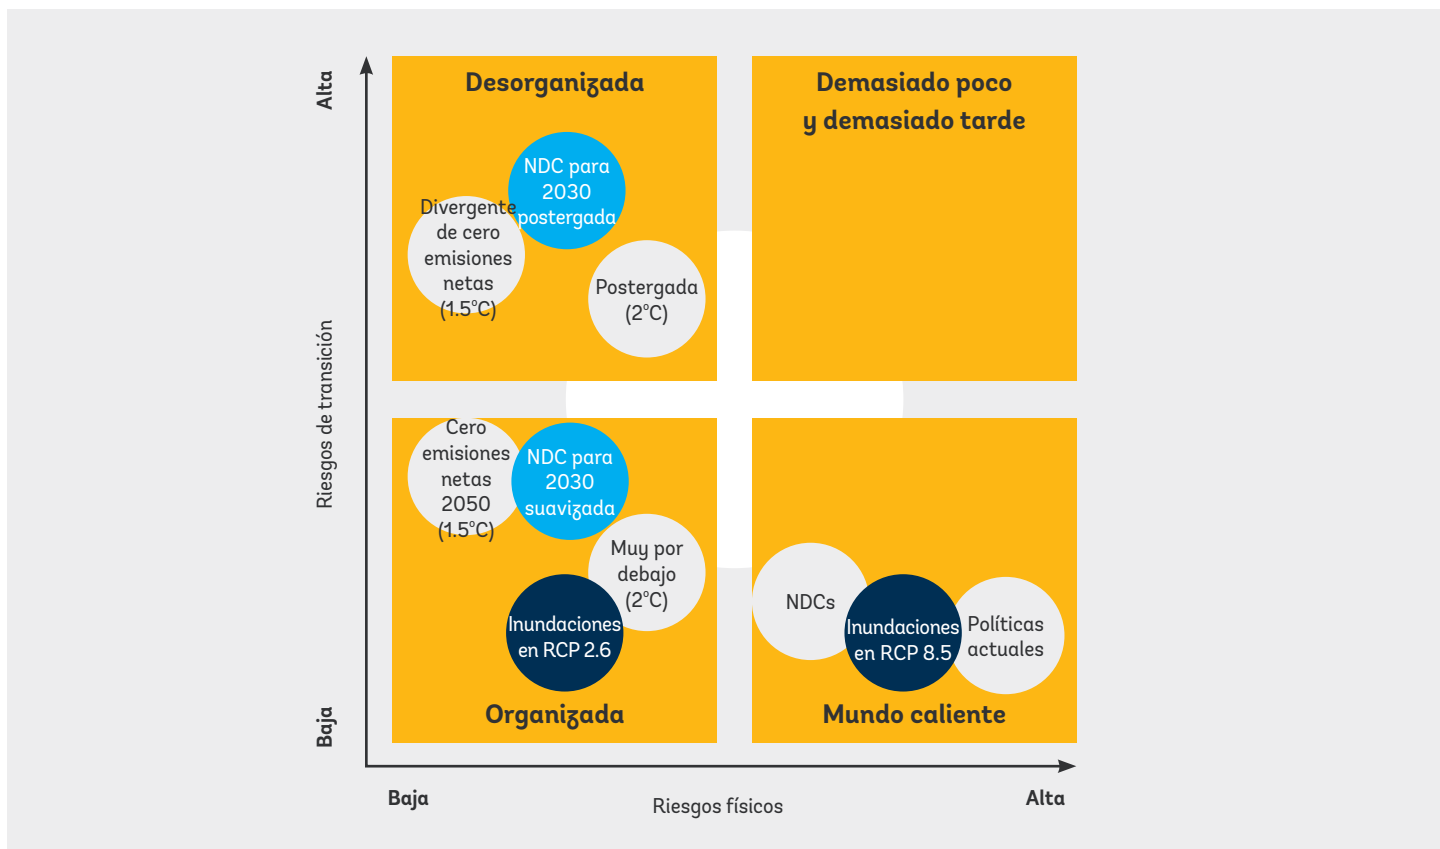 Alta
Riesgos de transición
Baja
Desorganizada
NDC para
2030
postergada
Divergente
de cero
emisiones
netas
(1.5°C)
Postergada
(2°C)
Demasiado poco
y demasiado tarde
Cero
emisiones
netas
2050
(1.5°C)
NDC para
2030
suavizada
Muy por
debajo
(2°C)
Inundaciones
en RCP 2.6
Organizada
NDCs
Inundaciones
en RCP 8.5
Políticas
actuales
Mundo caliente
Baja
Riesgos físicos
Alta